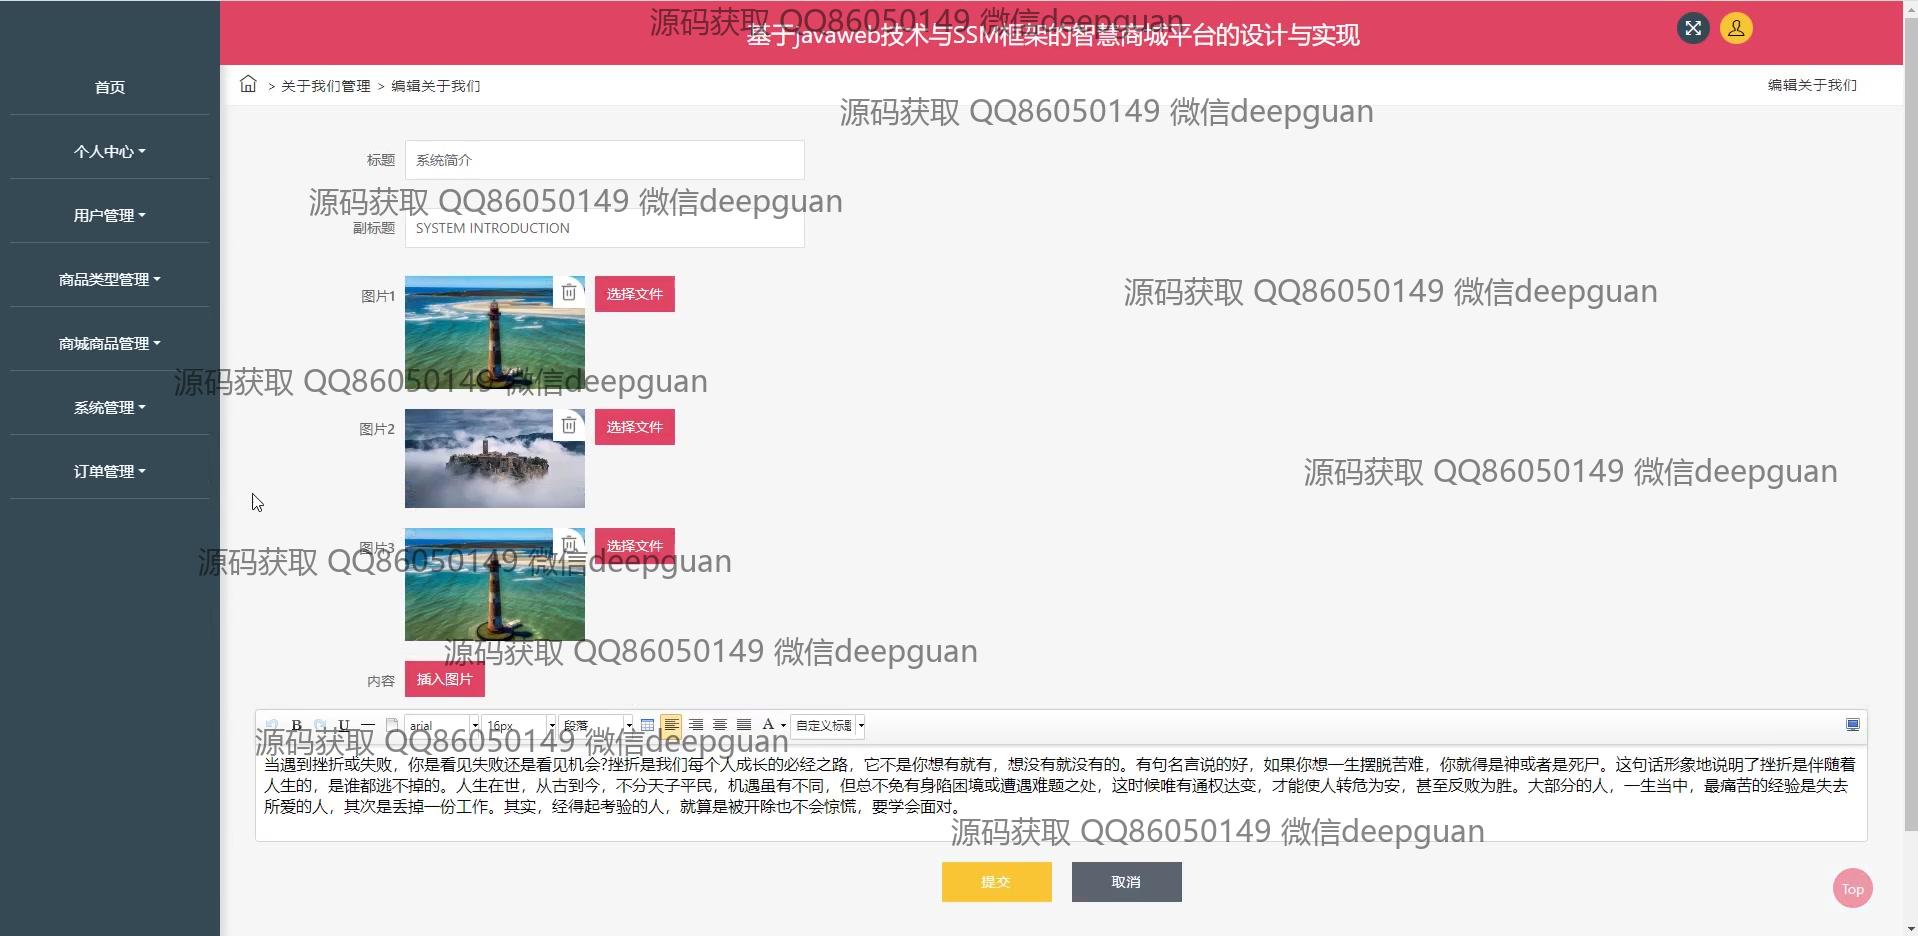 源码获取 QQ86050149 微信deepguan
基于javaweb技术与SSM框架的智慧商城平台的设计与实现
首页
个人中心
用户管理
商品类型管理
商城商品管理
系统管理
订单管理
> 关于我们管理 > 编辑关于我们
编辑关于我们
源码获取 QQ86050149 微信deepguan
标题 系统简介
源码获取 QQ86050149 微信deepguan
副标题 SYSTEM INTRODUCTION
图片1 选择文件
源码获取 QQ86050149 微信deepguan
源码获取 QQ86050149 微信deepguan
图片2 选择文件
源码获取 QQ86050149 微信deepguan
图片3 选择文件
源码获取 QQ86050149 微信deepguan
源码获取 QQ86050149 微信deepguan
内容 插入图片
B U arial 16px 段落 A 自定义标题
源码获取 QQ86050149 微信deepguan
当遇到挫折或失败，你是看见失败还是看见机会?挫折是我们每个人成长的必经之路，它不是你想有就有，想没有就没有的。有句名言说的好，如果你想一生摆脱苦难，你就得是神或者是死尸。这句话形象地说明了挫折是伴随着
人生的，是谁都逃不掉的。人生在世，从古到今，不分天子平民，机遇虽有不同，但总不免有身陷困境或遭遇难题之处，这时候唯有通权达变，才能使人转危为安，甚至反败为胜。大部分的人，一生当中，最痛苦的经验是失去
所爱的人，其次是丢掉一份工作。其实，经得起考验的人，就算是被开除也不会惊慌，要学会面对。
源码获取 QQ86050149 微信deepguan
提交 取消
Top